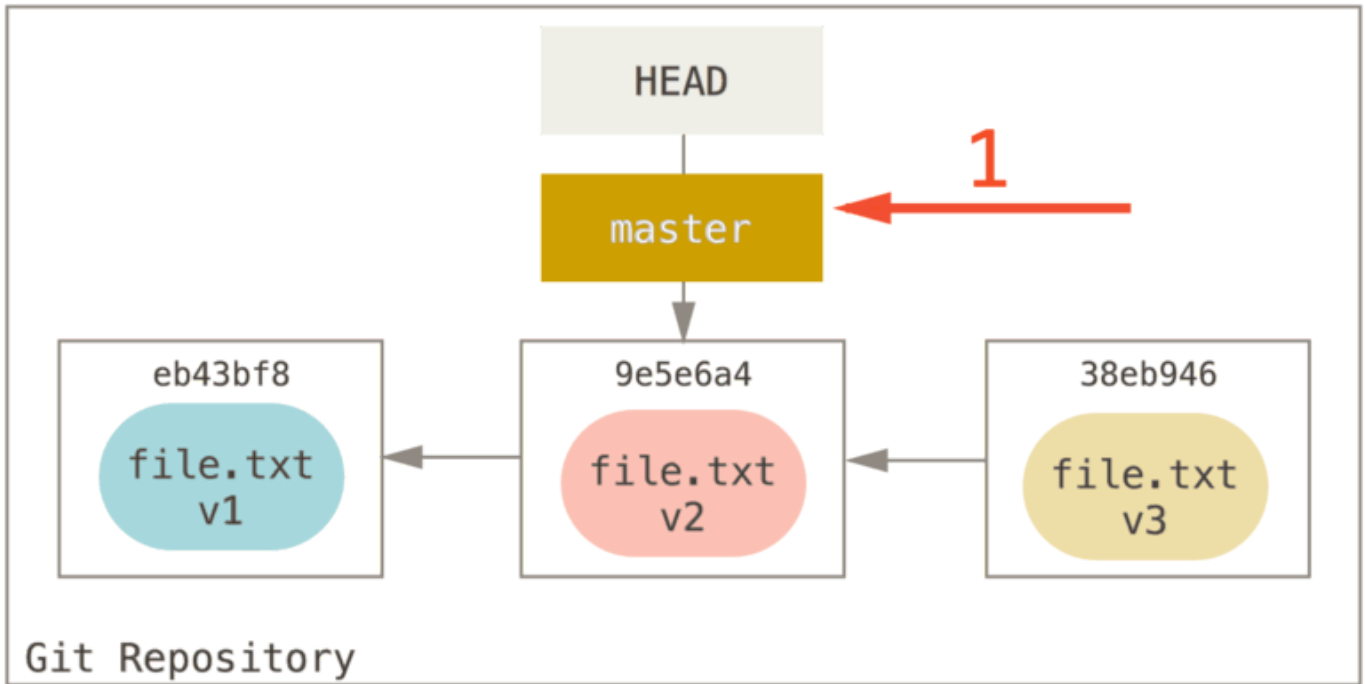 HEAD
1
master
eb43bf8
9e5e6a4
38eb946
file.txt
v1
file.txt
v2
file.txt
v3
Git Repository